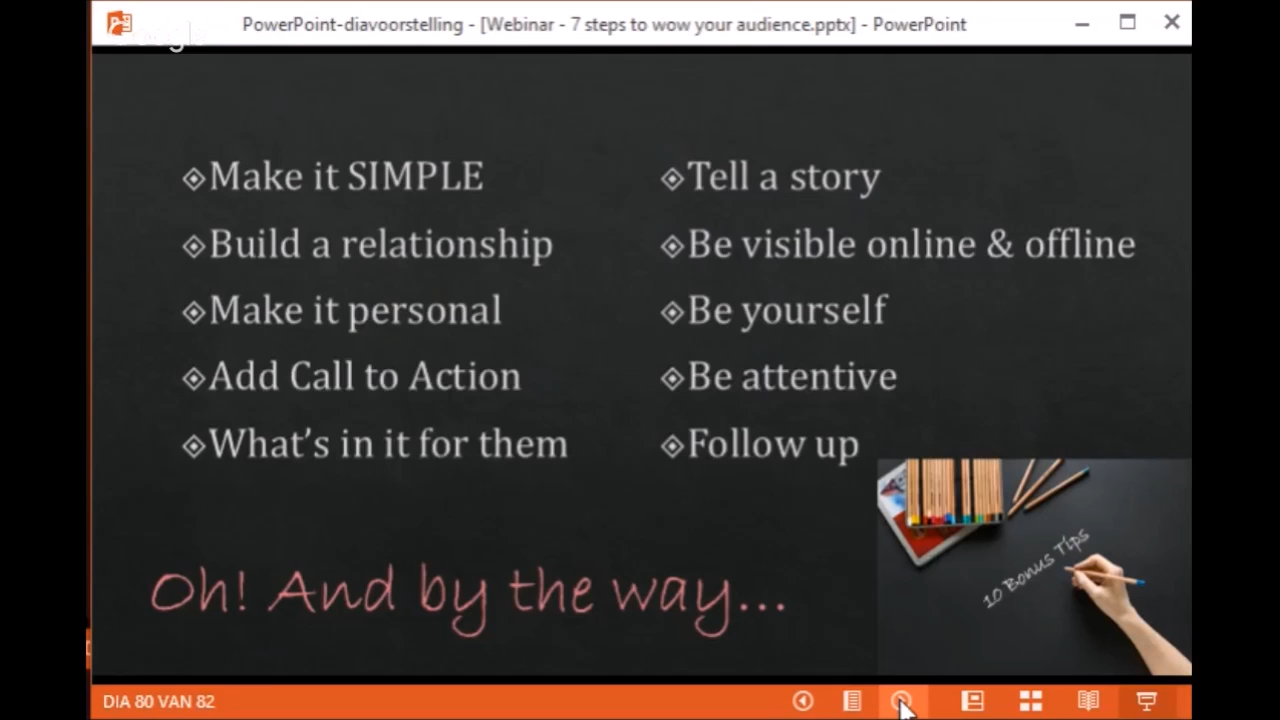 PowerPoint-diavoorstelling - [Webinar - 7 steps to wow your audience.pptx] - PowerPoint
Make it SIMPLE
Build a relationship
Make it personal
Add Call to Action
What's in it for them
Tell a story
Be visible online & offline
Be yourself
Be attentive
Follow up
10 Bonus Tips
Oh! And by the way...
DIA 80 VAN 82